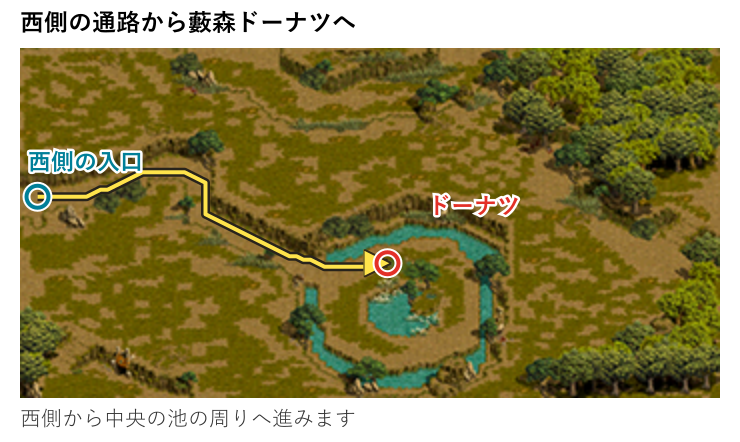 西側の通路から藪森ドーナツへ
西側の入口
ドーナツ
西側から中央の池の周りへ進みます